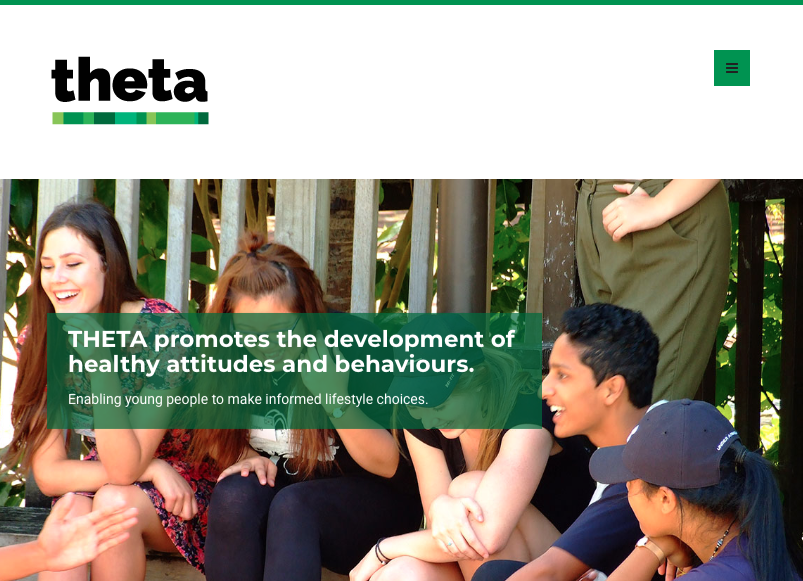 theta
THETA promotes the development of
healthy attitudes and behaviours.
Enabling young people to make informed lifestyle choices.